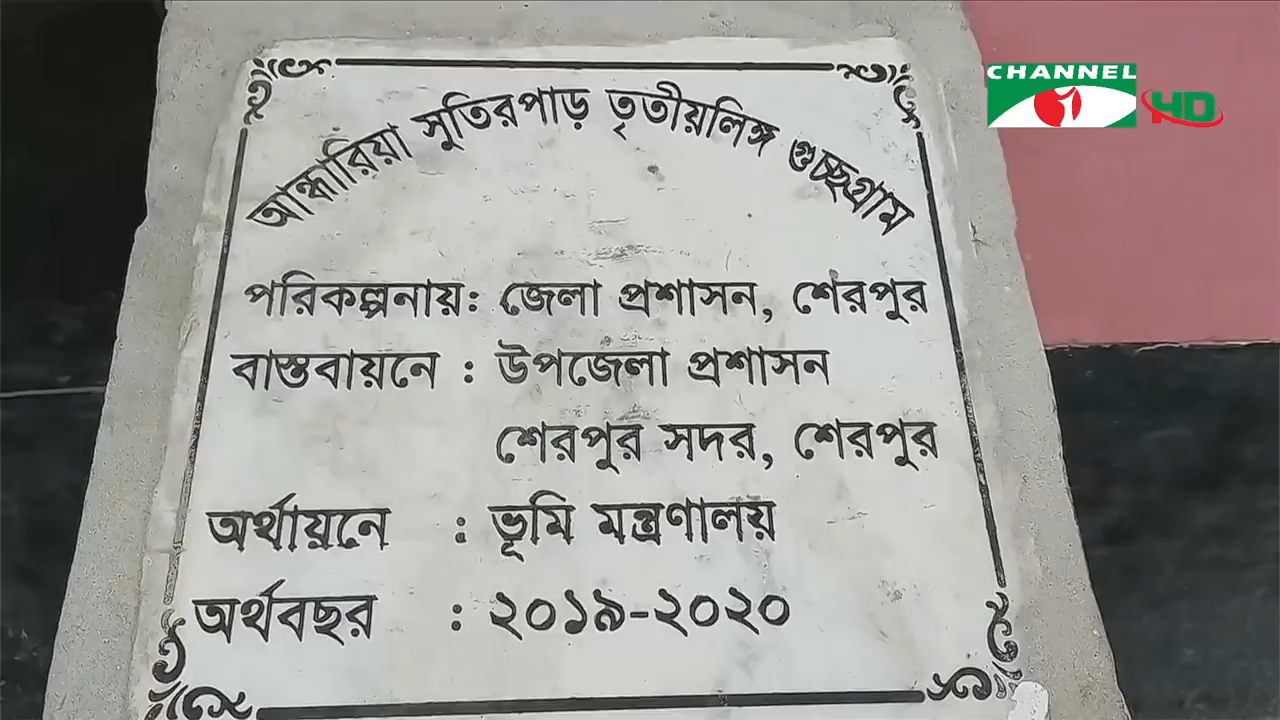 CHANNEL
HD
আন্ধারিয়া সুতিরপাড় তৃতীয়লিঙ্গ গুচ্ছগ্রাম
পরিকল্পনায়: জেলা প্রশাসন, শেরপুর
বাস্তবায়নে : উপজেলা প্রশাসন
শেরপুর সদর, শেরপুর
অর্থায়নে : ভূমি মন্ত্রণালয়
অর্থবছর : ২০১৯-২০২০